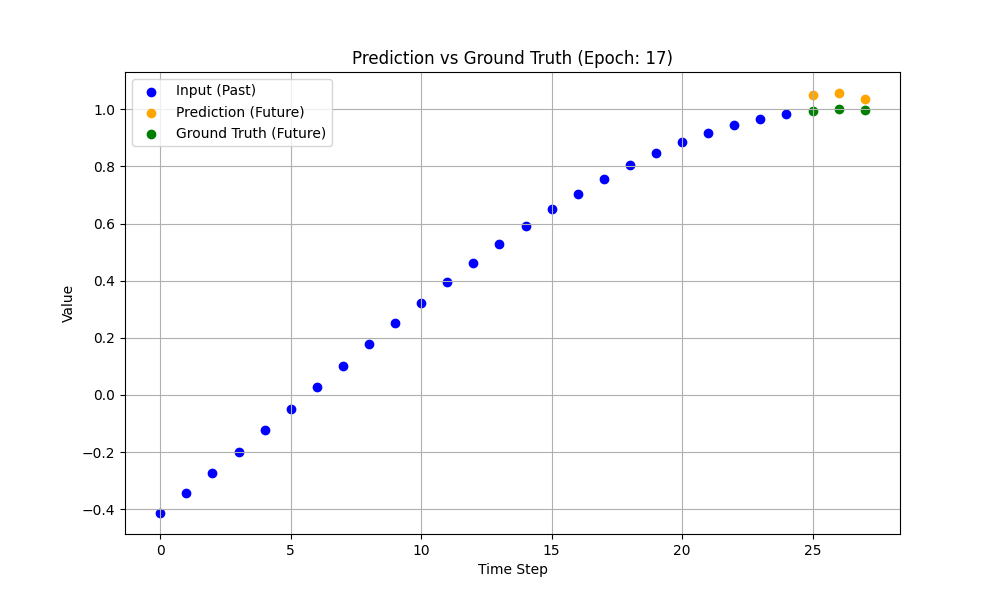 Prediction vs Ground Truth (Epoch: 17)
Input (Past)
Prediction (Future)
Ground Truth (Future)
Value
1.0
0.8
0.6
0.4
0.2
0.0
−0.2
−0.4
0 5 10 15 20 25
Time Step